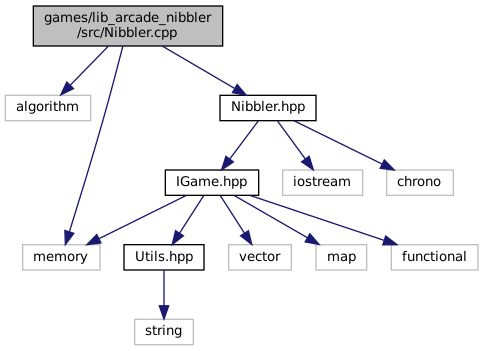 games/lib_arcade_nibbler
/src/Nibbler.cpp
algorithm
Nibbler.hpp
IGame.hpp
iostream
chrono
memory
Utils.hpp
vector
map
functional
string